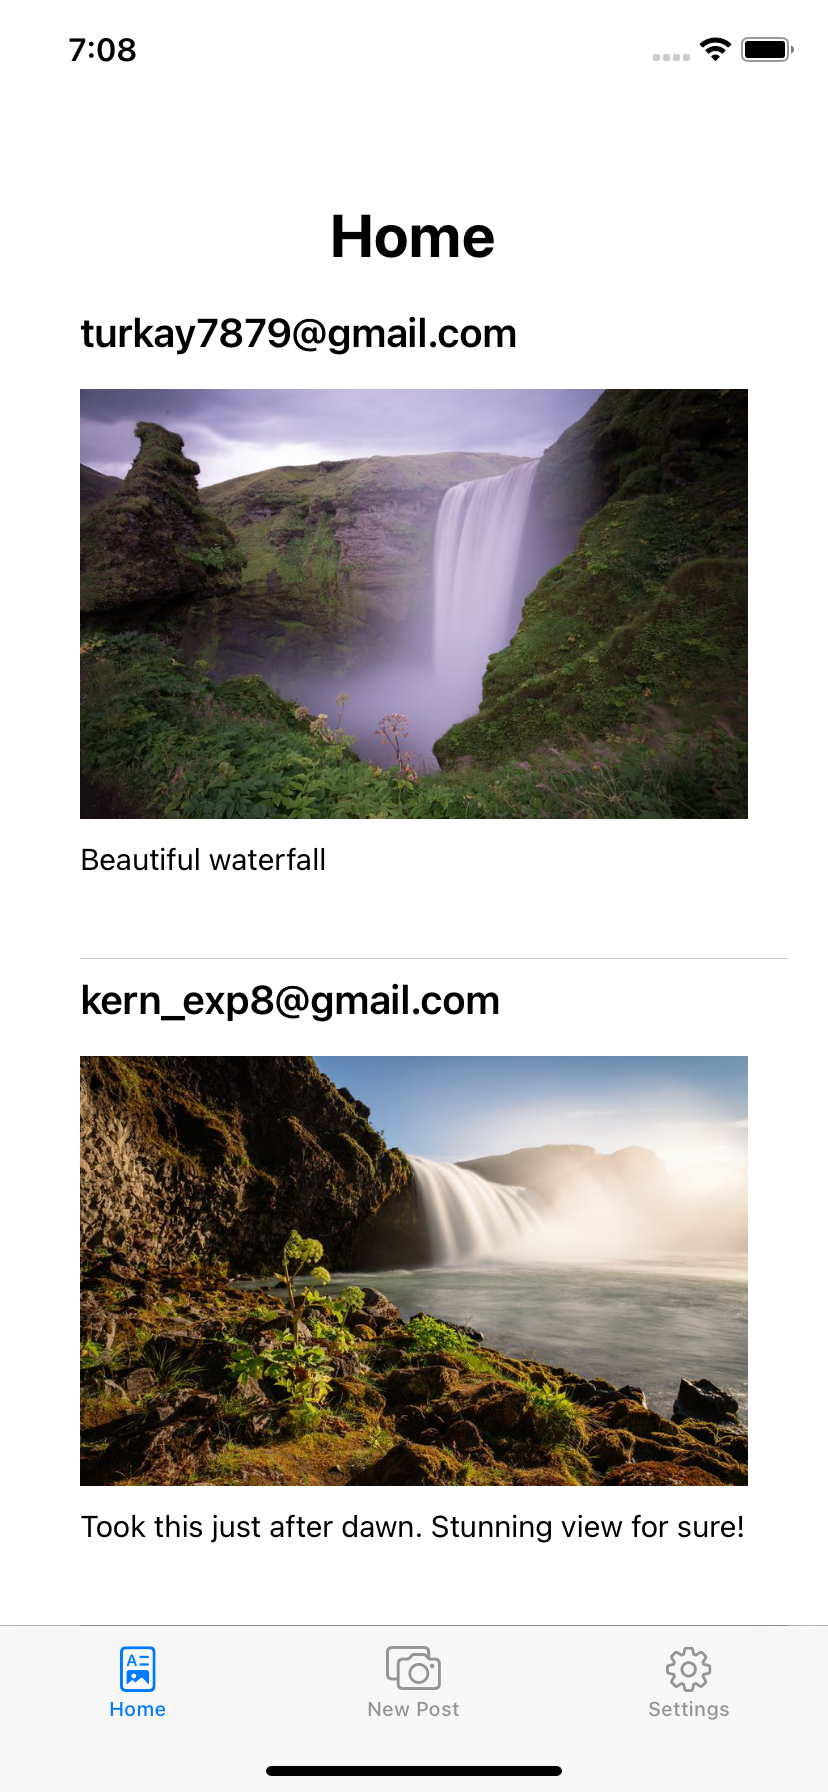 7:08
Home
turkay7879@gmail.com
Beautiful waterfall
kern_exp8@gmail.com
Took this just after dawn. Stunning view for sure!
Home
New Post
Settings